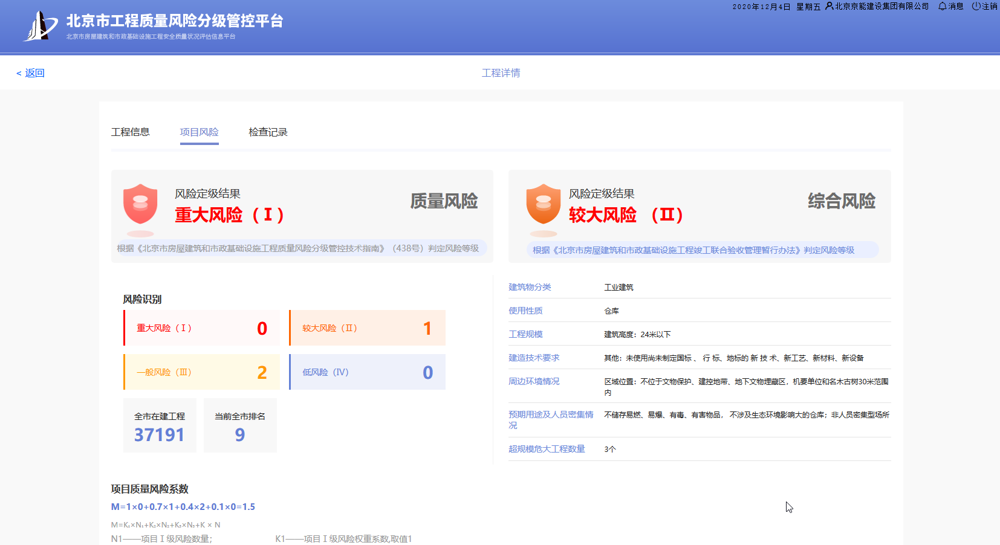 2020年12月4日 星期五 北京京能建设集团有限公司 消息 注销
北京市工程质量风险分级管控平台
北京市房屋建筑和市政基础设施工程安全质量状况评估信息平台
< 返回
工程详情
工程信息 项目风险 检查记录
风险定级结果
重大风险（Ⅰ）
质量风险
根据《北京市房屋建筑和市政基础设施工程质量风险分级管控技术指南》（438号）判定风险等级
风险定级结果
较大风险 （Ⅱ）
综合风险
根据《北京市房屋建筑和市政基础设施工程竣工联合验收管理暂行办法》判定风险等级
风险识别
重大风险（Ⅰ） 0
较大风险（Ⅱ） 1
一般风险（Ⅲ） 2
低风险（Ⅳ） 0
全市在建工程
37191
当前全市排名
9
建筑物分类 工业建筑
使用性质 仓库
工程规模 建筑高度：24米以下
建造技术要求 其他：未使用尚未制定国标 、 行 标、地标的 新 技 术、新工艺、新材料、新设备
周边环境情况 区域位置：不位于文物保护、建控地带、地下文物埋藏区，机要单位和名木古树30米范围
内
预期用途及人员密集情 不储存易燃、易爆、有毒、有害物品， 不涉及生态环境影响大的仓库；非人员密集型场所
况
超规模危大工程数量 3个
项目质量风险系数
M=1×0+0.7×1+0.4×2+0.1×0=1.5
M=K₁×N₁+K₂×N₂+K₃×N₃+K × N
N1——项目Ⅰ级风险数量; K1——项目Ⅰ级风险权重系数,取值1